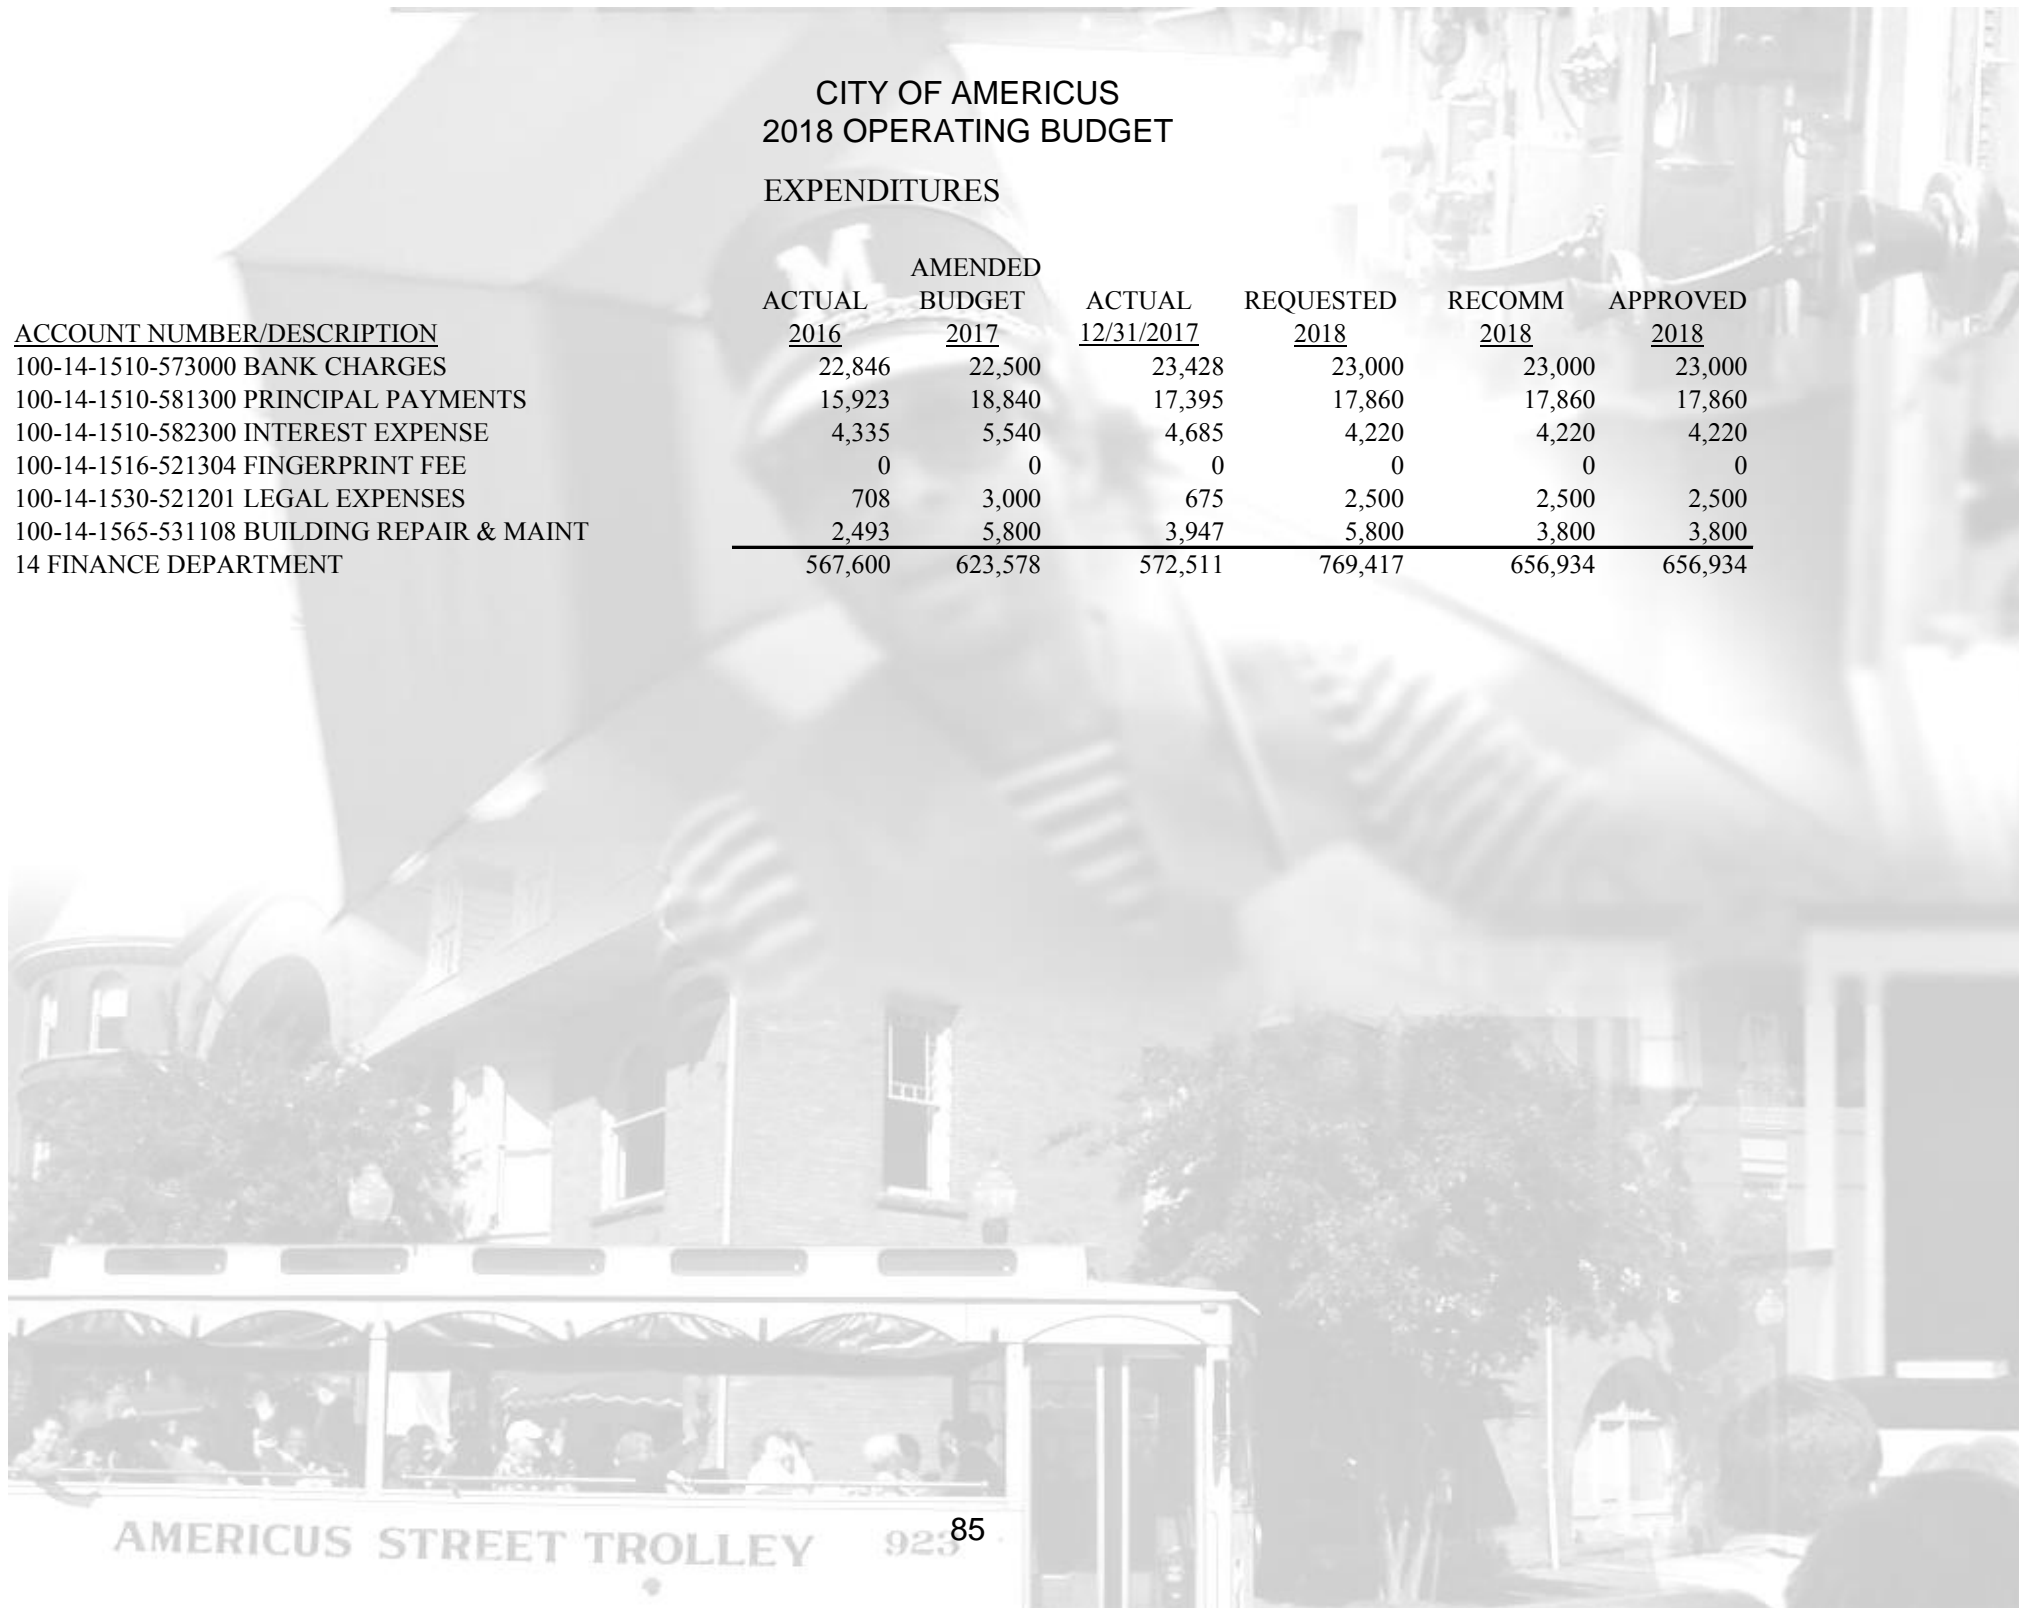 CITY OF AMERICUS
2018 OPERATING BUDGET
EXPENDITURES
AMENDED
ACTUAL BUDGET ACTUAL REQUESTED RECOMM APPROVED
ACCOUNT NUMBER/DESCRIPTION 2016 2017 12/31/2017 2018 2018 2018
100-14-1510-573000 BANK CHARGES 22,846 22,500 23,428 23,000 23,000 23,000
100-14-1510-581300 PRINCIPAL PAYMENTS 15,923 18,840 17,395 17,860 17,860 17,860
100-14-1510-582300 INTEREST EXPENSE 4,335 5,540 4,685 4,220 4,220 4,220
100-14-1516-521304 FINGERPRINT FEE 0 0 0 0 0 0
100-14-1530-521201 LEGAL EXPENSES 708 3,000 675 2,500 2,500 2,500
100-14-1565-531108 BUILDING REPAIR & MAINT 2,493 5,800 3,947 5,800 3,800 3,800
14 FINANCE DEPARTMENT 567,600 623,578 572,511 769,417 656,934 656,934
M
AMERICUS STREET TROLLEY
85